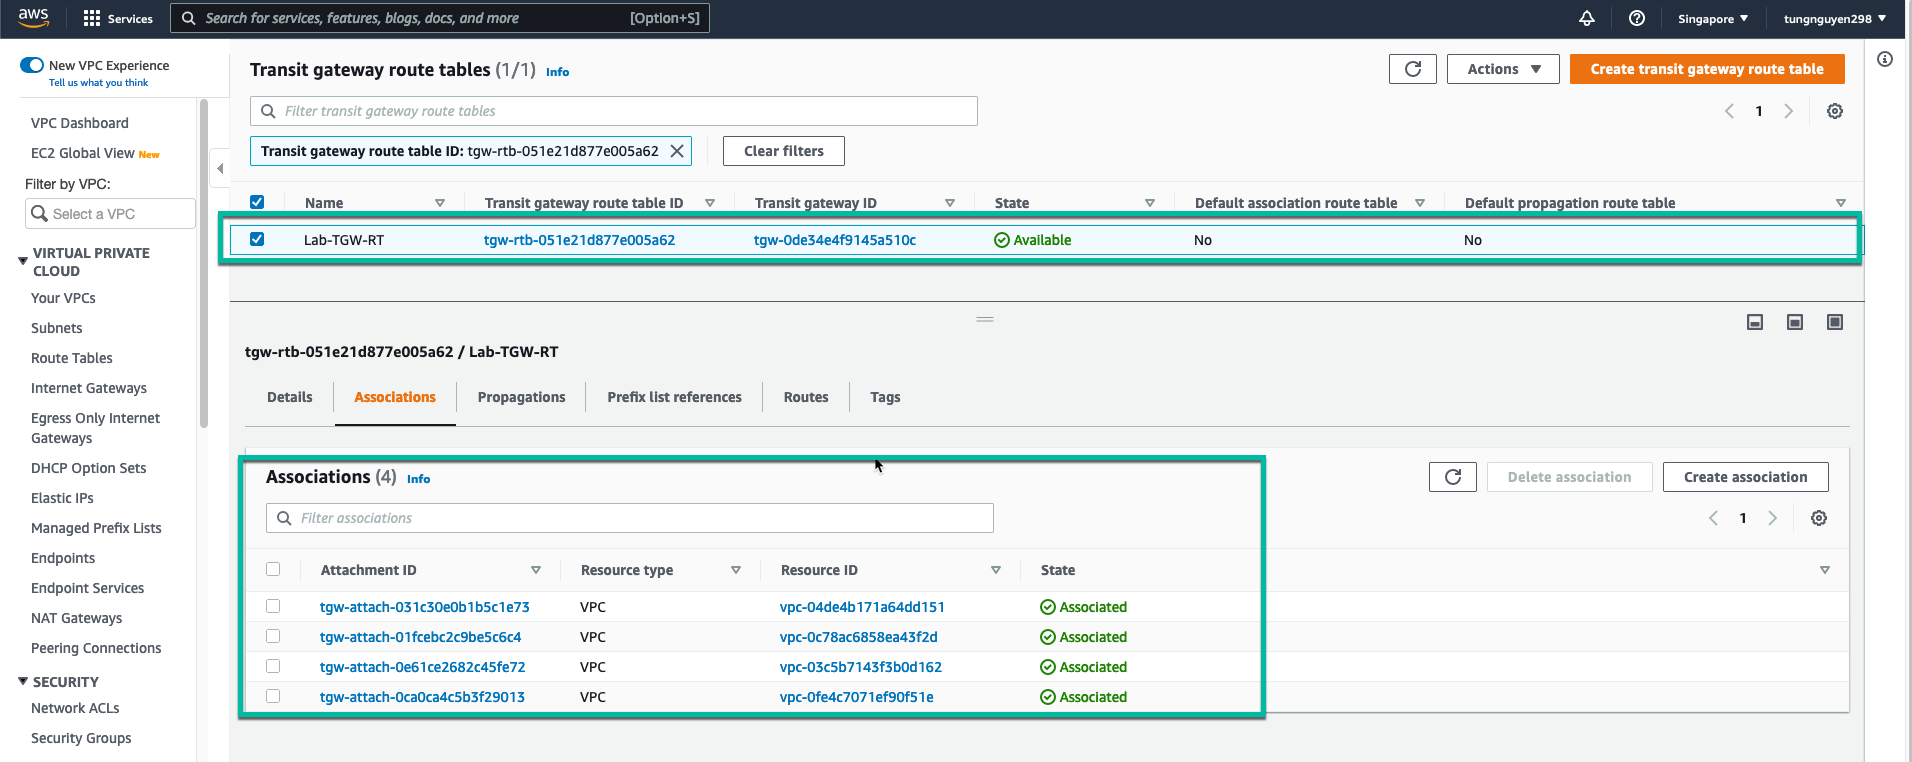 aws Services Search for services, features, blogs, docs, and more [Option+S] Singapore ▼ tungnguyen298 ▼
New VPC Experience
Tell us what you think
VPC Dashboard
EC2 Global View New
Filter by VPC:
Select a VPC
VIRTUAL PRIVATE
CLOUD
Your VPCs
Subnets
Route Tables
Internet Gateways
Egress Only Internet
Gateways
DHCP Option Sets
Elastic IPs
Managed Prefix Lists
Endpoints
Endpoint Services
NAT Gateways
Peering Connections
SECURITY
Network ACLs
Security Groups
Transit gateway route tables (1/1) Info
Actions ▼ Create transit gateway route table
Filter transit gateway route tables
1
Transit gateway route table ID: tgw-rtb-051e21d877e005a62 Clear filters
Name Transit gateway route table ID Transit gateway ID State Default association route table Default propagation route table
Lab-TGW-RT tgw-rtb-051e21d877e005a62 tgw-0de34e4f9145a510c Available No No
tgw-rtb-051e21d877e005a62 / Lab-TGW-RT
Details Associations Propagations Prefix list references Routes Tags
Associations (4) Info
Delete association Create association
Filter associations
1
Attachment ID Resource type Resource ID State
tgw-attach-031c30e0b1b5c1e73 VPC vpc-04de4b171a64dd151 Associated
tgw-attach-01fcebc2c9be5c6c4 VPC vpc-0c78ac6858ea43f2d Associated
tgw-attach-0e61ce2682c45fe72 VPC vpc-03c5b7143f3b0d162 Associated
tgw-attach-0ca0ca4c5b3f29013 VPC vpc-0fe4c7071ef90f51e Associated